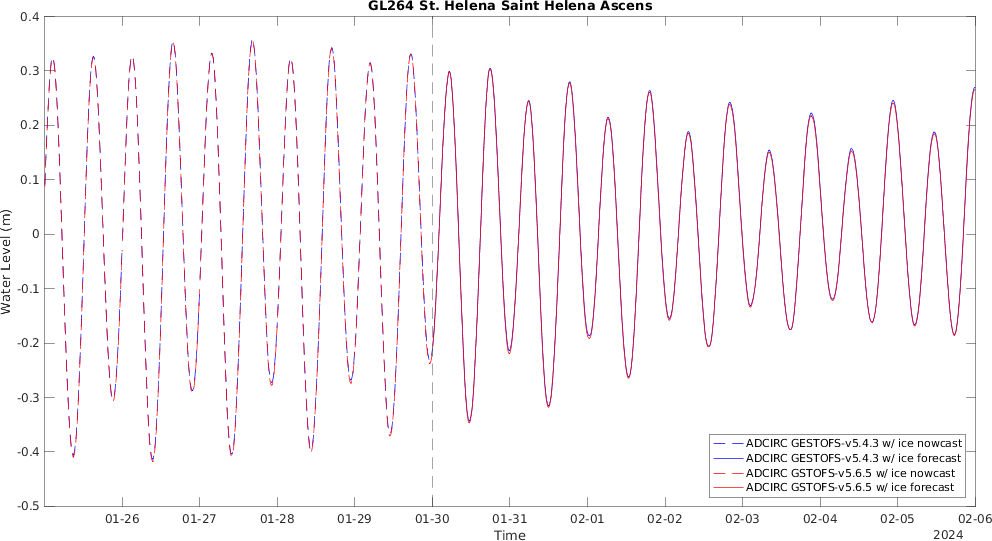 GL264 St. Helena Saint Helena Ascens
0.4
0.3
0.2
0.1
0
-0.1
-0.2
-0.3
-0.4
-0.5
Water Level (m)
ADCIRC GESTOFS-v5.4.3 w/ ice nowcast
ADCIRC GESTOFS-v5.4.3 w/ ice forecast
ADCIRC GSTOFS-v5.6.5 w/ ice nowcast
ADCIRC GSTOFS-v5.6.5 w/ ice forecast
01-26 01-27 01-28 01-29 01-30 01-31 02-01 02-02 02-03 02-04 02-05 02-06
Time
2024